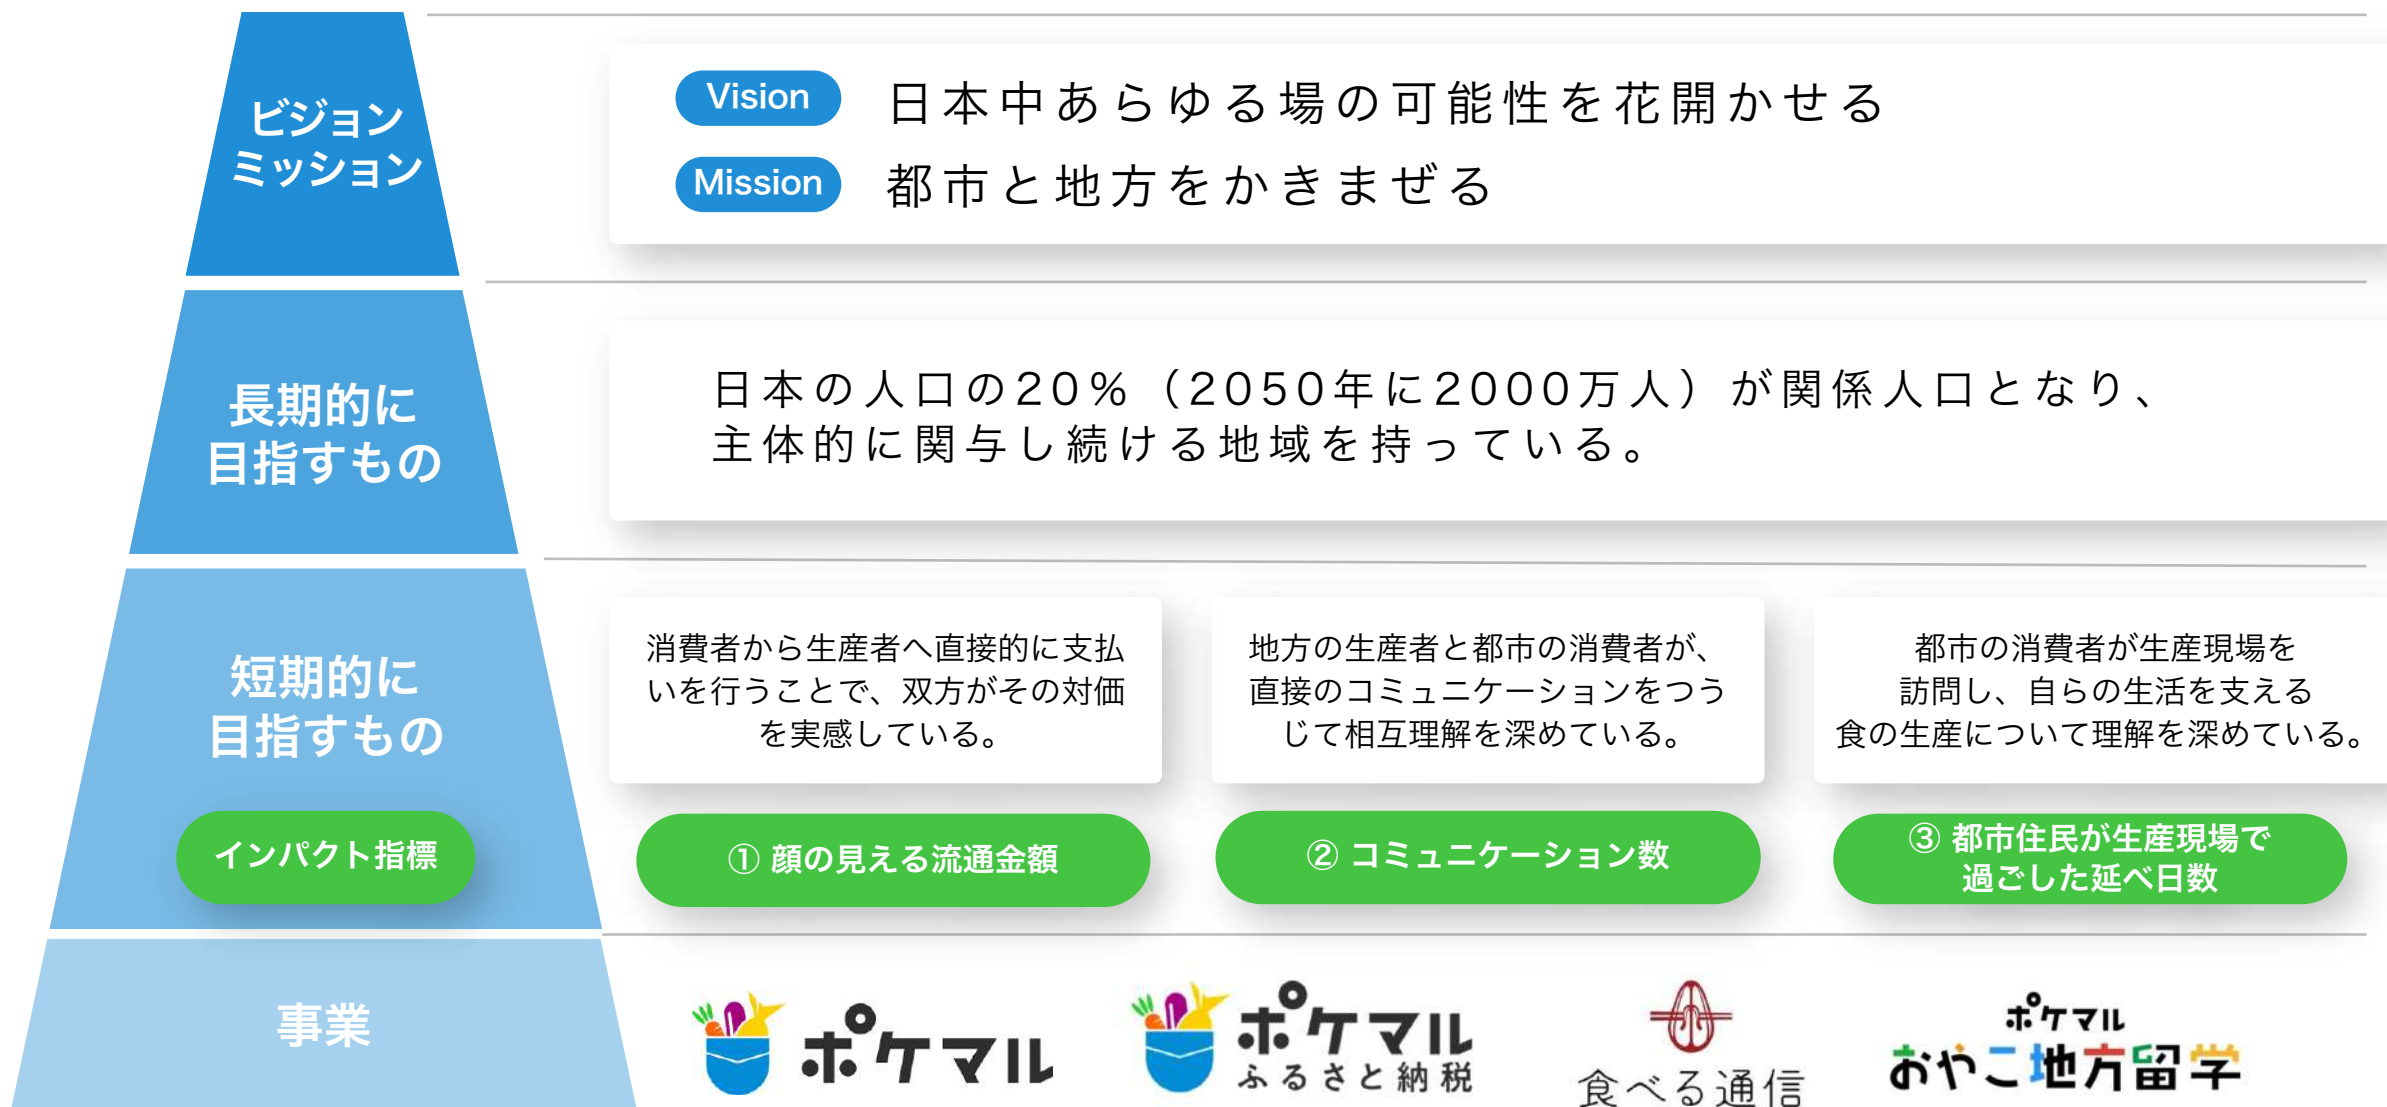 ビジョン
ミッション
Vision
日本中あらゆる場の可能性を花開かせる
Mission
都市と地方をかきまぜる
長期的に
目指すもの
日本の人口の20%（2050年に2000万人）が関係人口となり、
主体的に関与し続ける地域を持っている。
短期的に
目指すもの
インパクト指標
消費者から生産者へ直接的に支払
いを行うことで、双方がその対価
を実感している。
① 顔の見える流通金額
地方の生産者と都市の消費者が、
直接のコミュニケーションをつう
じて相互理解を深めている。
② コミュニケーション数
都市の消費者が生産現場を
訪問し、自らの生活を支える
食の生産について理解を深めている。
③ 都市住民が生産現場で
過ごした延べ日数
事業
ポケマル
ポケマル
ふるさと納税
食べる通信
ポケマル
おやこ地方留学